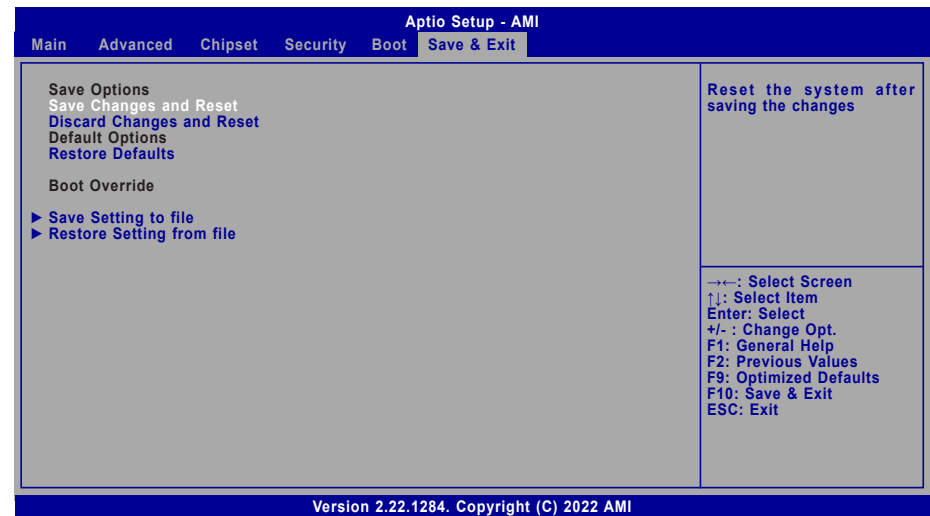 Aptio Setup - AMI
Main Advanced Chipset Security Boot Save & Exit
Save Options
Save Changes and Reset
Discard Changes and Reset
Default Options
Restore Defaults
Boot Override
► Save Setting to file
► Restore Setting from file
Reset the system after
saving the changes
→←: Select Screen
↑↓: Select Item
Enter: Select
+/- : Change Opt.
F1: General Help
F2: Previous Values
F9: Optimized Defaults
F10: Save & Exit
ESC: Exit
Version 2.22.1284. Copyright (C) 2022 AMI